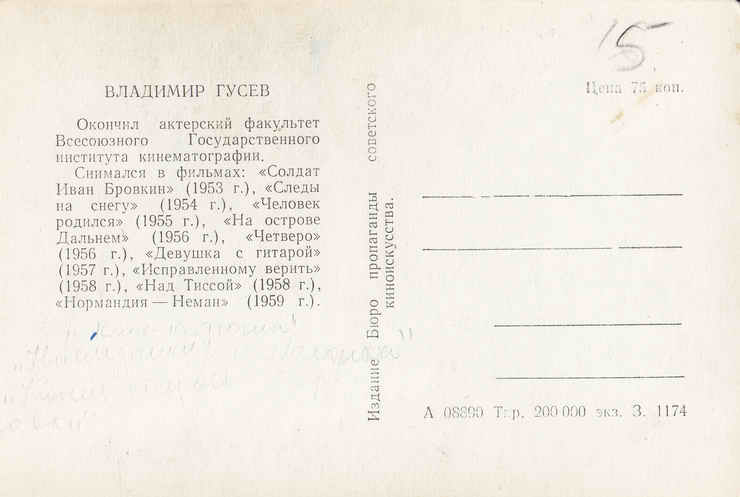 15
Цена 75 коп.
ВЛАДИМИР ГУСЕВ
Окончил актерский факультет
Всесоюзного Государственного
института кинематографии.
Снимался в фильмах: «Солдат
Иван Бровкин» (1953 г.), «Следы
на снегу» (1954 г.), «Человек
родился» (1955 г.), «На острове
Дальнем» (1956 г.), «Четверо»
(1956 г.), «Девушка с гитарой»
(1957 г.), «Исправленному верить»
(1958 г.), «Над Тиссой» (1958 г.),
«Нормандия — Неман» (1959 г.).
Издание Бюро пропаганды советского
киноискусства.
А 08890 Тир. 200 000 экз. З. 1174